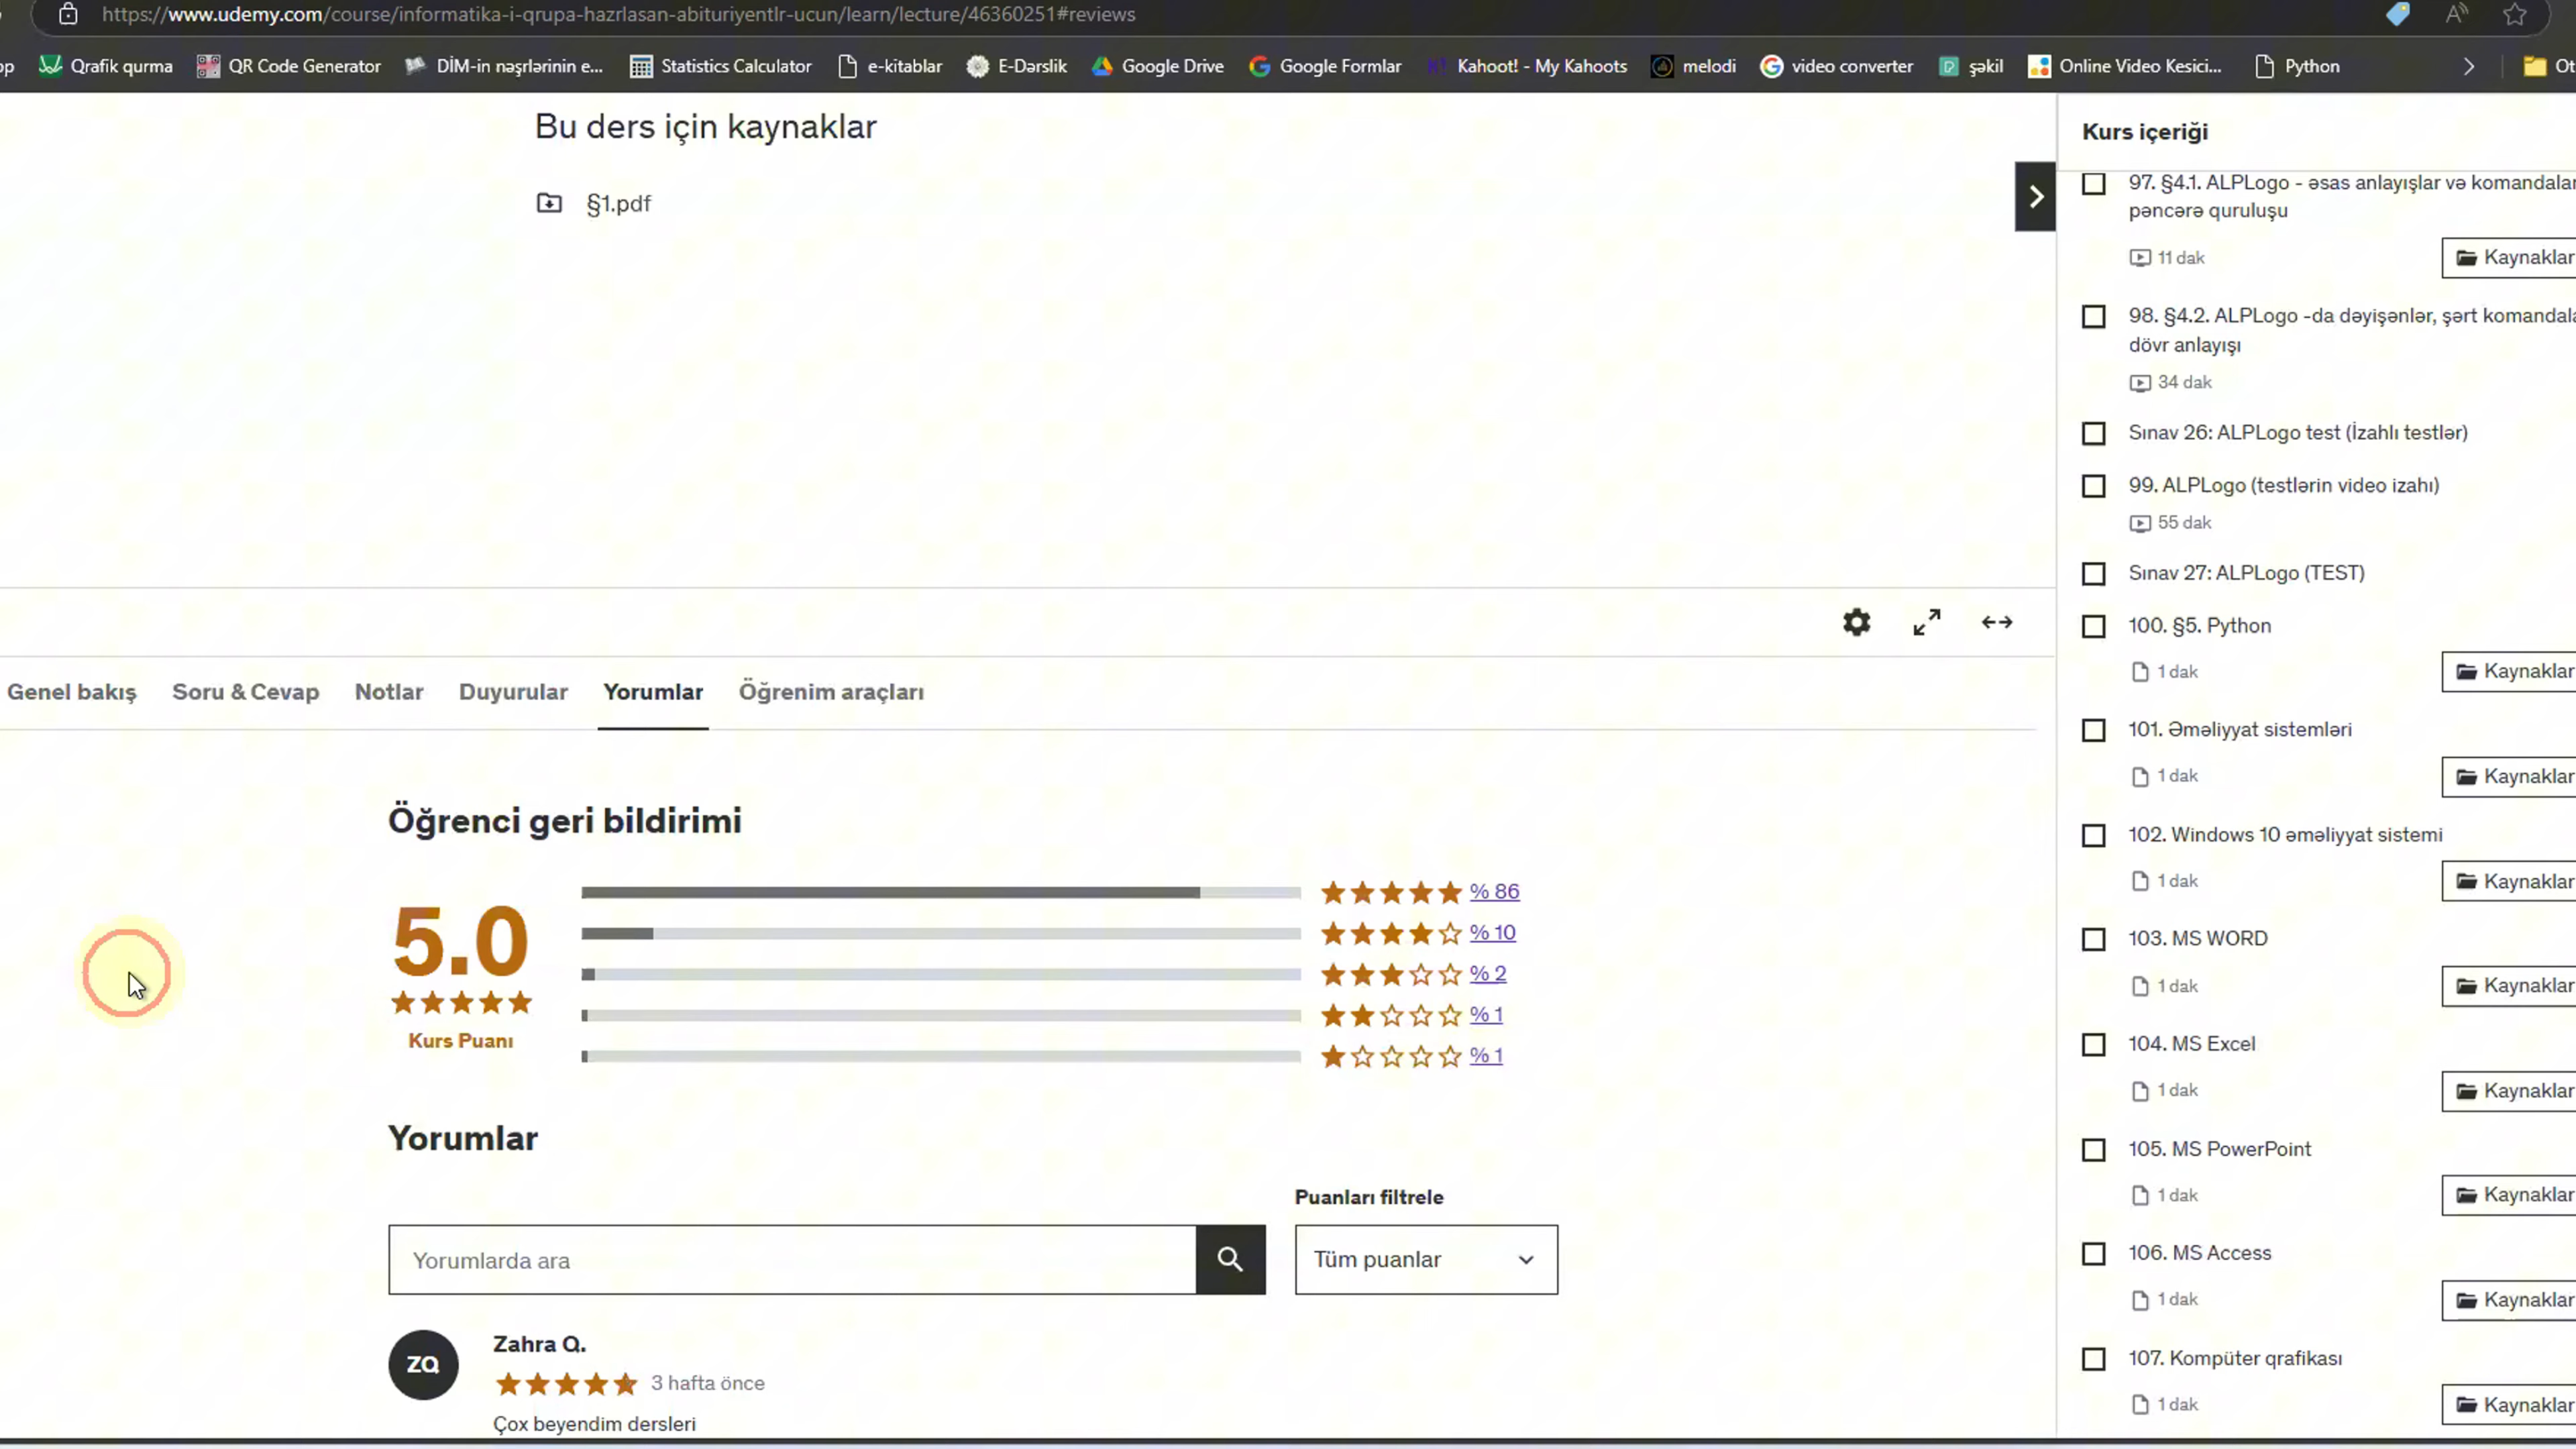 https://www.udemy.com/course/informatika-i-qrupa-hazrlasan-abituriyentlr-ucun/learn/lecture/46360251#reviews
Qrafik qurma QR Code Generator DİM-in nəşrlərinin e... Statistics Calculator e-kitablar E-Dərslik Google Drive Google Formlar Kahoot! - My Kahoots melodi video converter şəkil Online Video Kesici... Python
Bu ders için kaynaklar
§1.pdf
Genel bakış Soru & Cevap Notlar Duyurular Yorumlar Öğrenim araçları
Öğrenci geri bildirimi
5.0
Kurs Puanı
% 86
% 10
% 2
% 1
% 1
Yorumlar
Puanları filtrele
Yorumlarda ara
Tüm puanlar
ZQ
Zahra Q.
3 hafta önce
Çox beyendim dersleri
Kurs içeriği
97. §4.1. ALPLogo - əsas anlayışlar və komandalar
pəncərə quruluşu
11 dak
Kaynaklar
98. §4.2. ALPLogo -da dəyişənlər, şərt komandala
dövr anlayışı
34 dak
Sınav 26: ALPLogo test (İzahlı testlər)
99. ALPLogo (testlərin video izahı)
55 dak
Sınav 27: ALPLogo (TEST)
100. §5. Python
1 dak
Kaynaklar
101. Əməliyyat sistemləri
1 dak
Kaynaklar
102. Windows 10 əməliyyat sistemi
1 dak
Kaynaklar
103. MS WORD
1 dak
Kaynaklar
104. MS Excel
1 dak
Kaynaklar
105. MS PowerPoint
1 dak
Kaynaklar
106. MS Access
1 dak
Kaynaklar
107. Kompüter qrafikası
1 dak
Kaynaklar